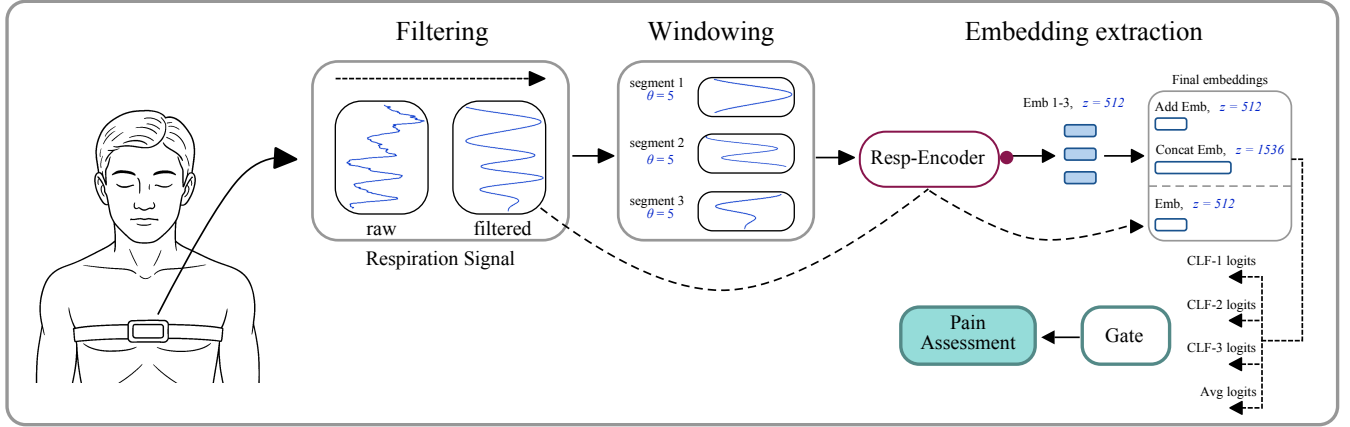 Filtering
Windowing
Embedding extraction
raw
filtered
Respiration Signal
segment 1
θ = 5
segment 2
θ = 5
segment 3
θ = 5
Resp-Encoder
Emb 1-3, z = 512
Final embeddings
Add Emb, z = 512
Concat Emb, z = 1536
Emb, z = 512
CLF-1 logits
CLF-2 logits
CLF-3 logits
Avg logits
Gate
Pain
Assessment